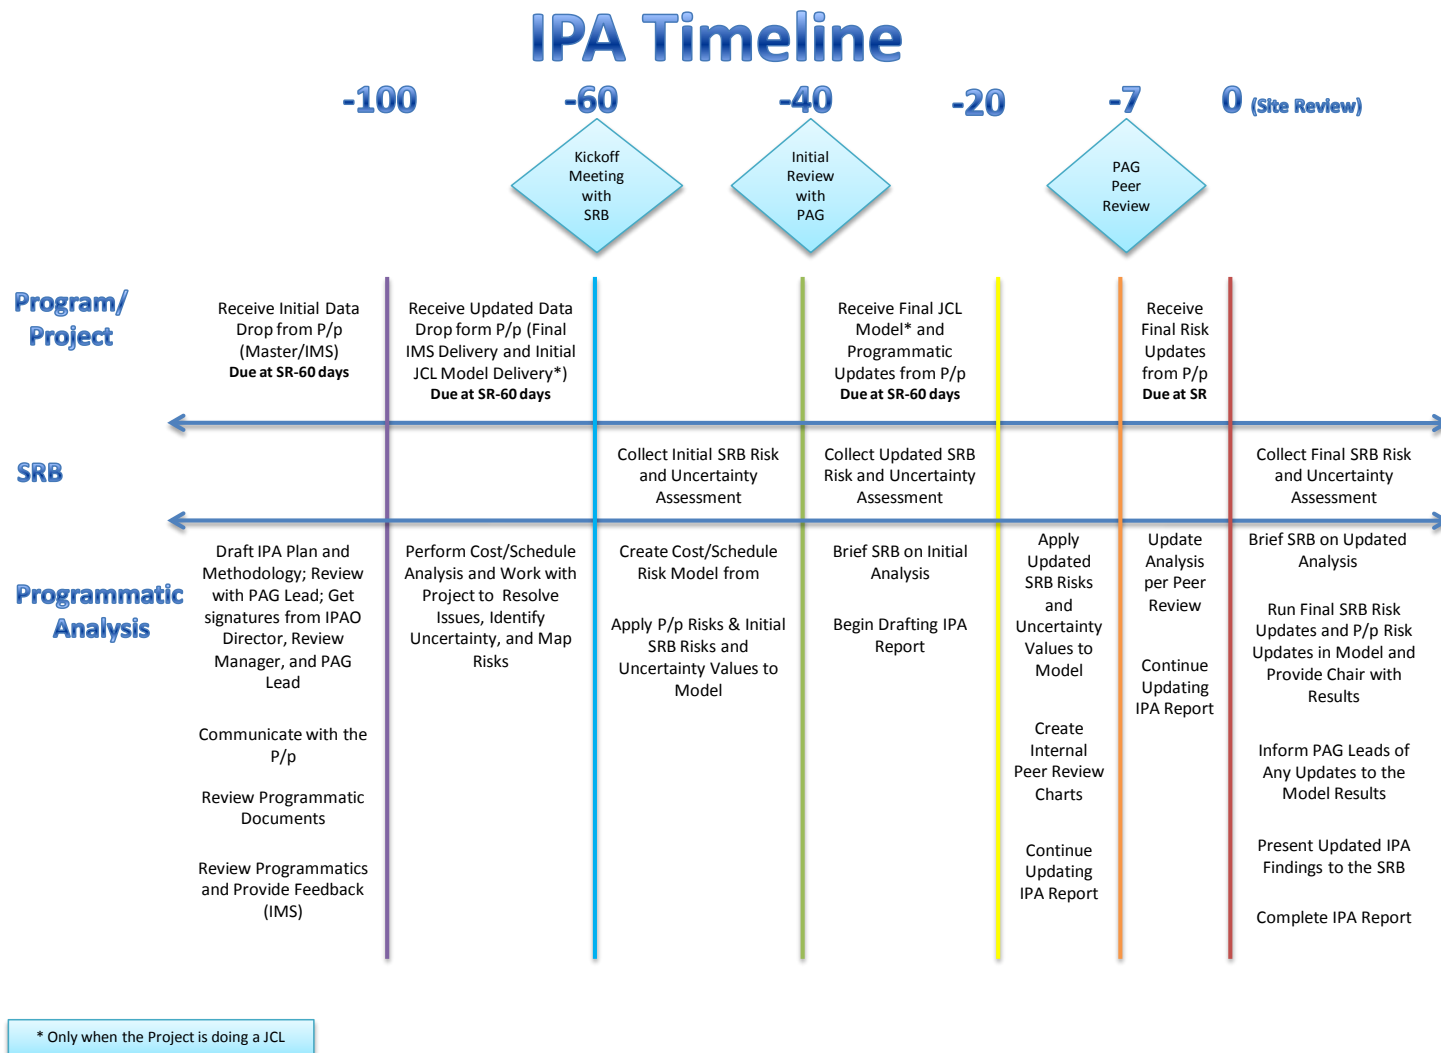 IPA Timeline
-100
-60
-40
-20
-7
0 (Site Review)
Kickoff
Meeting
with
SRB
Initial
Review
with
PAG
PAG
Peer
Review
Program/
Project
Receive Initial Data
Drop from P/p
(Master/IMS)
Due at SR-60 days
Receive Updated Data
Drop form P/p (Final
IMS Delivery and Initial
JCL Model Delivery*)
Due at SR-60 days
Receive Final JCL
Model* and
Programmatic
Updates from P/p
Due at SR-60 days
Receive
Final Risk
Updates
from P/p
Due at SR
SRB
Collect Initial SRB Risk
and Uncertainty
Assessment
Collect Updated SRB
Risk and Uncertainty
Assessment
Collect Final SRB Risk
and Uncertainty
Assessment
Programmatic
Analysis
Draft IPA Plan and
Methodology; Review
with PAG Lead; Get
signatures from IPAO
Director, Review
Manager, and PAG
Lead
Communicate with the
P/p
Review Programmatic
Documents
Review Programmatics
and Provide Feedback
(IMS)
Perform Cost/Schedule
Analysis and Work with
Project to Resolve
Issues, Identify
Uncertainty, and Map
Risks
Create Cost/Schedule
Risk Model from
Apply P/p Risks & Initial
SRB Risks and
Uncertainty Values to
Model
Brief SRB on Initial
Analysis
Begin Drafting IPA
Report
Apply
Updated
SRB Risks
and
Uncertainty
Values to
Model
Create
Internal
Peer Review
Charts
Continue
Updating
IPA Report
Update
Analysis
per Peer
Review
Continue
Updating
IPA Report
Brief SRB on Updated
Analysis
Run Final SRB Risk
Updates and P/p Risk
Updates in Model and
Provide Chair with
Results
Inform PAG Leads of
Any Updates to the
Model Results
Present Updated IPA
Findings to the SRB
Complete IPA Report
* Only when the Project is doing a JCL